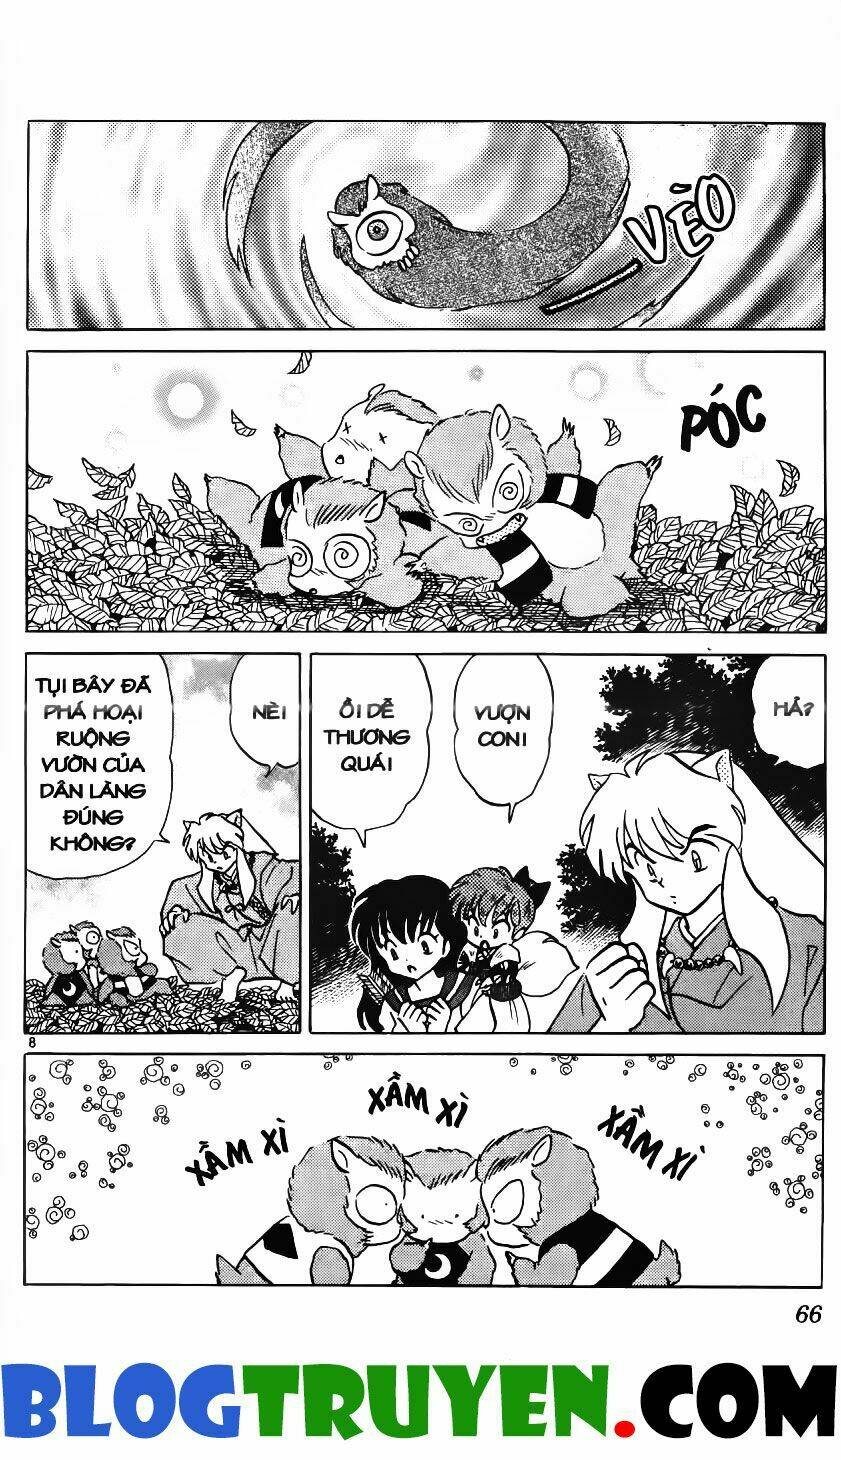 VÈO
PÓC
HẢ?
VƯỢN
CON!
ỒI DỄ
THƯƠNG
QUÁ!
NÈ!
TỤI BÂY ĐÃ
PHÁ HOẠI
RUỘNG
VƯỜN CỦA
DÂN LÀNG
ĐÚNG
KHÔNG?
8
XẦM XÌ
XẦM XÌ
XẦM XÌ
66
BLOGTRUYEN.COM